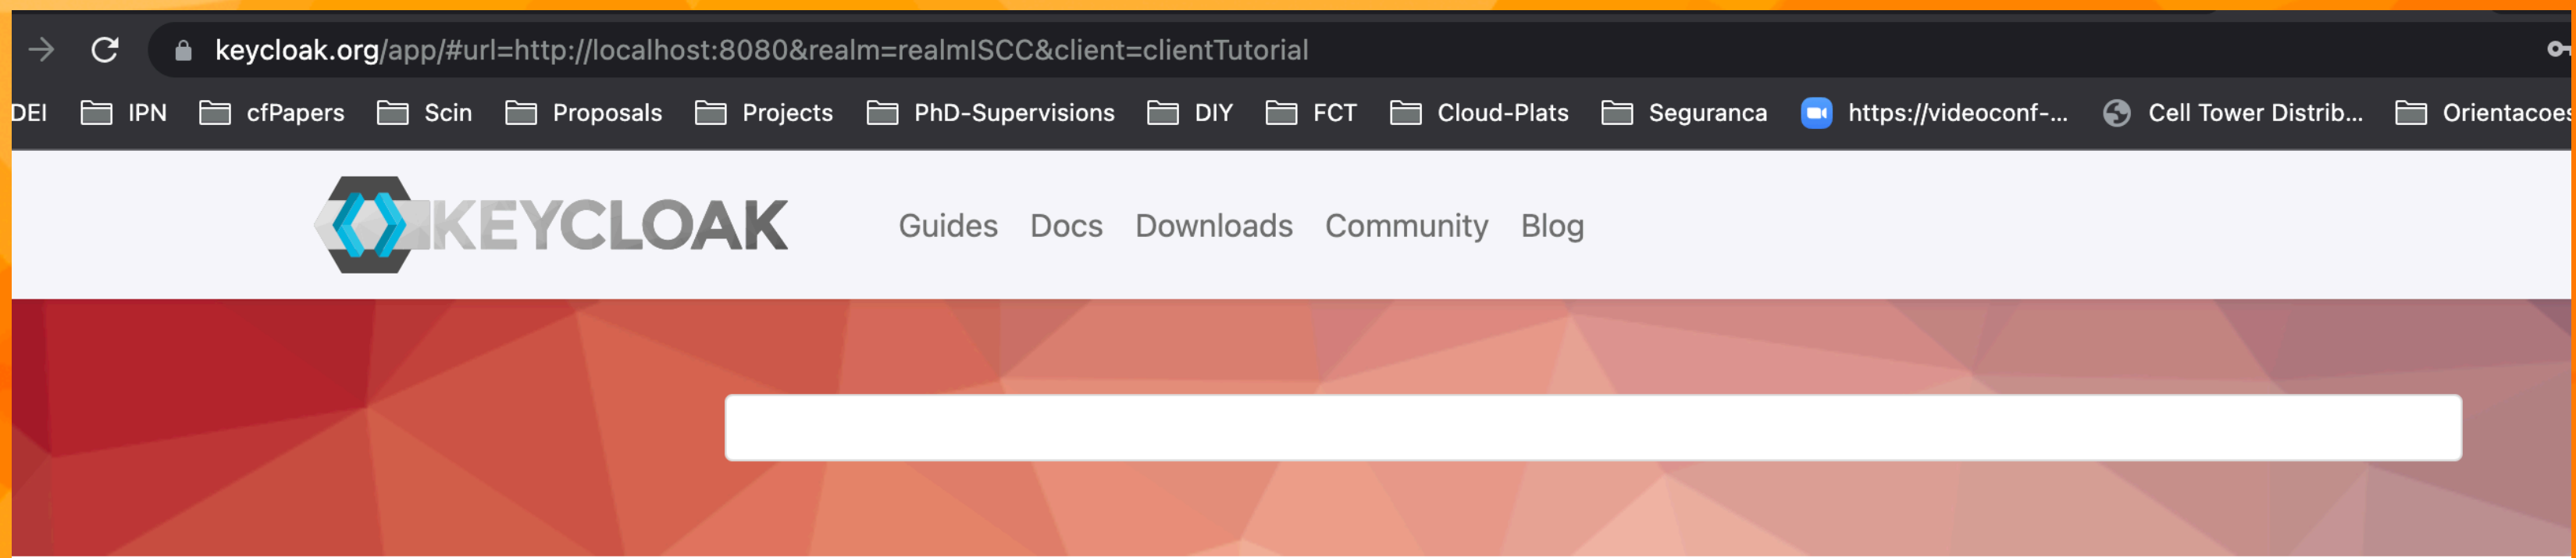 keycloak.org/app/#url=http://localhost:8080&realm=realmISCC&client=clientTutorial
DEI IPN cfPapers Scin Proposals Projects PhD-Supervisions DIY FCT Cloud-Plats Seguranca https://videoconf-... Cell Tower Distrib... Orientacoes
KEYCLOAK Guides Docs Downloads Community Blog